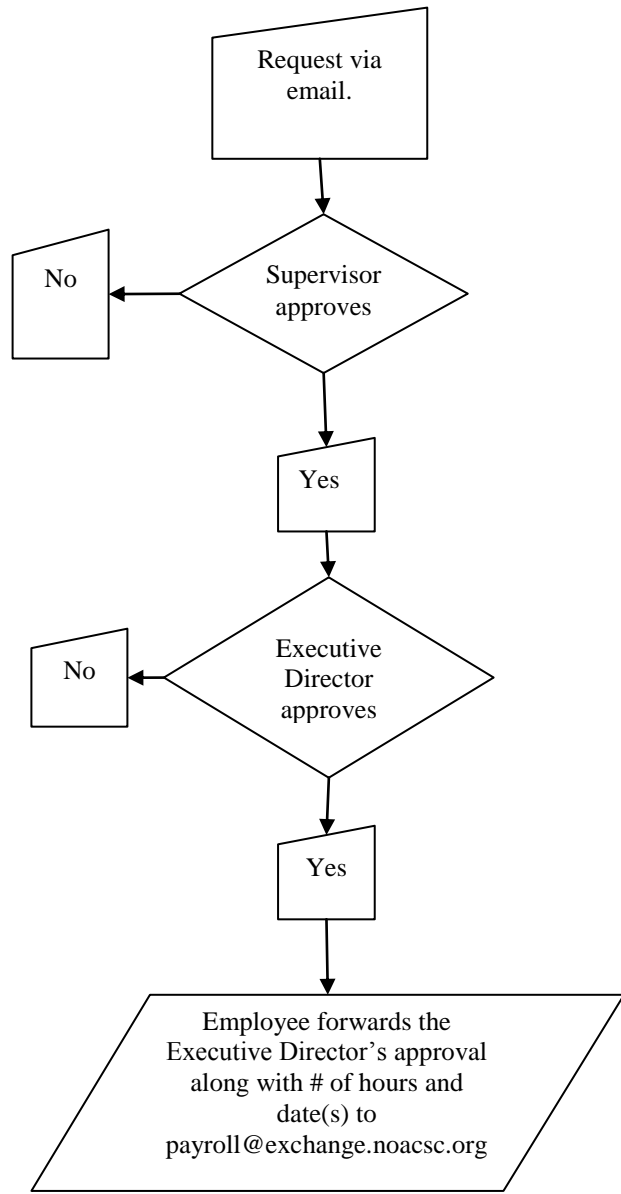 Request via
email.
No
Supervisor
approves
Yes
No
Executive
Director
approves
Yes
Employee forwards the
Executive Director’s approval
along with # of hours and
date(s) to
payroll@exchange.noacsc.org